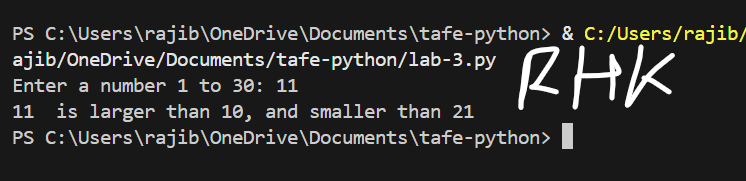 PS C:\Users\rajib\OneDrive\Documents\tafe-python> & C:/Users/rajib/
ajib/OneDrive/Documents/tafe-python/lab-3.py
Enter a number 1 to 30: 11
11  is larger than 10, and smaller than 21
PS C:\Users\rajib\OneDrive\Documents\tafe-python>
RHK